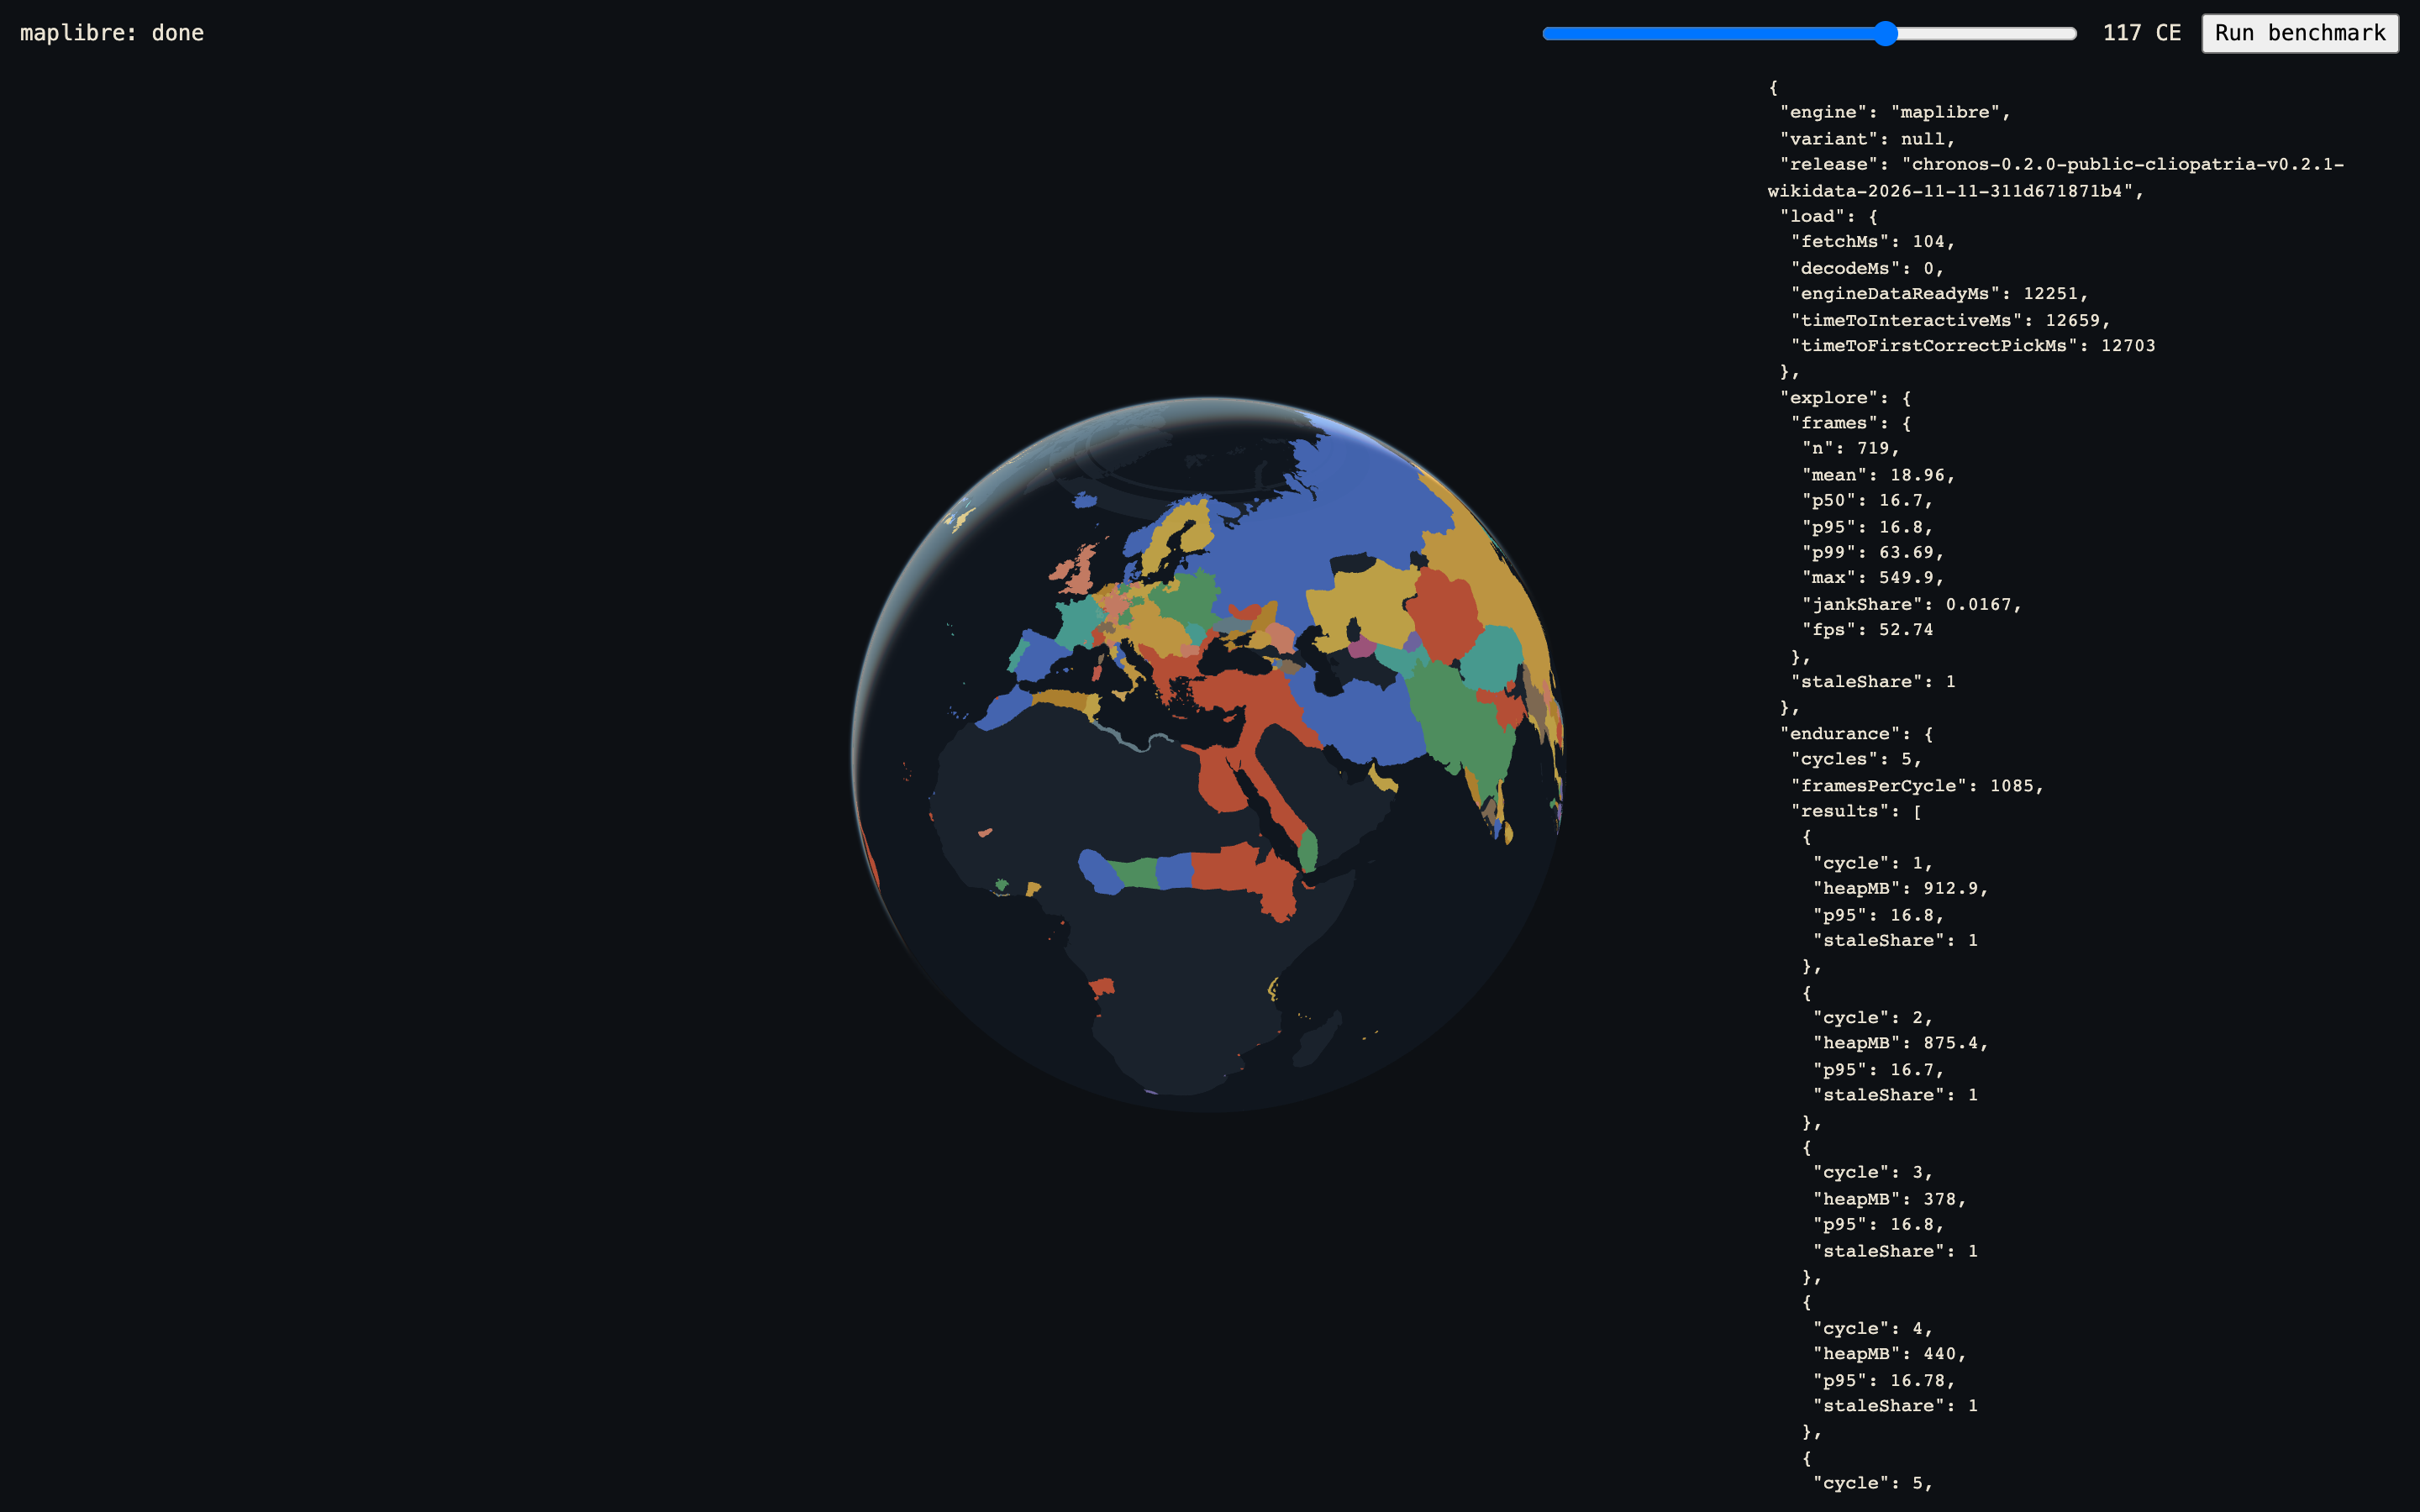 maplibre: done
117 CE
Run benchmark
{
"engine": "maplibre",
"variant": null,
"release": "chronos-0.2.0-public-cliopatria-v0.2.1-
wikidata-2026-11-11-311d671871b4",
"load": {
"fetchMs": 104,
"decodeMs": 0,
"engineDataReadyMs": 12251,
"timeToInteractiveMs": 12659,
"timeToFirstCorrectPickMs": 12703
},
"explore": {
"frames": {
"n": 719,
"mean": 18.96,
"p50": 16.7,
"p95": 16.8,
"p99": 63.69,
"max": 549.9,
"jankShare": 0.0167,
"fps": 52.74
},
"staleShare": 1
},
"endurance": {
"cycles": 5,
"framesPerCycle": 1085,
"results": [
{
"cycle": 1,
"heapMB": 912.9,
"p95": 16.8,
"staleShare": 1
},
{
"cycle": 2,
"heapMB": 875.4,
"p95": 16.7,
"staleShare": 1
},
{
"cycle": 3,
"heapMB": 378,
"p95": 16.8,
"staleShare": 1
},
{
"cycle": 4,
"heapMB": 440,
"p95": 16.78,
"staleShare": 1
},
{
"cycle": 5,